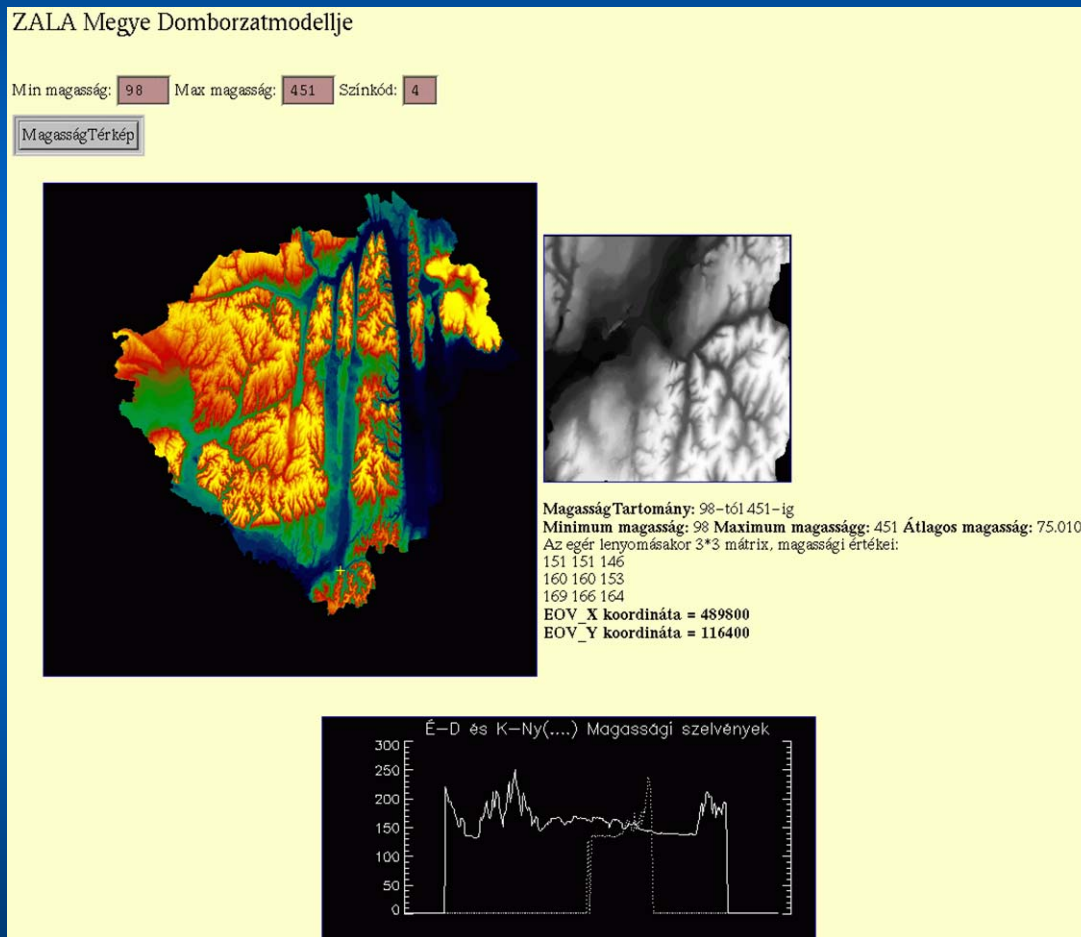 ZALA Megye Domborzatmodellje
Min magasság: 98 Max magasság: 451 Színkód: 4
MagasságTérkép
MagasságTartomány: 98-tól 451-ig
Minimum magasság: 98 Maximum magasságg: 451 Átlagos magasság: 75.010
Az egér lenyomásakor 3*3 mátrix, magassági értékei:
151 151 146
160 160 153
169 166 164
EOV_X koordináta = 489800
EOV_Y koordináta = 116400
É-D és K-Ny(....) Magassági szelvények
300
250
200
150
100
50
0